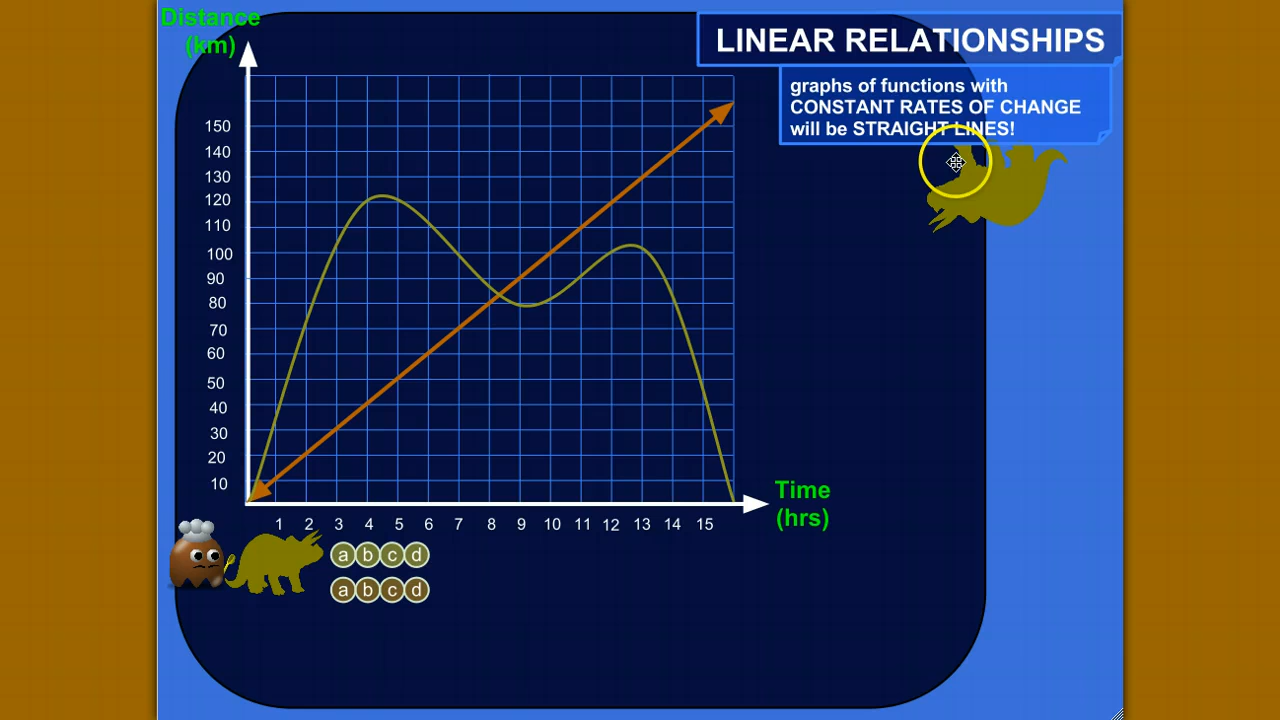 Distance
(km)
LINEAR RELATIONSHIPS
graphs of functions with
CONSTANT RATES OF CHANGE
will be STRAIGHT LINES!
150
140
130
120
110
100
90
80
70
60
50
40
30
20
10
Time
(hrs)
1 2 3 4 5 6 7 8 9 10 11 12 13 14 15
a b c d
a b c d